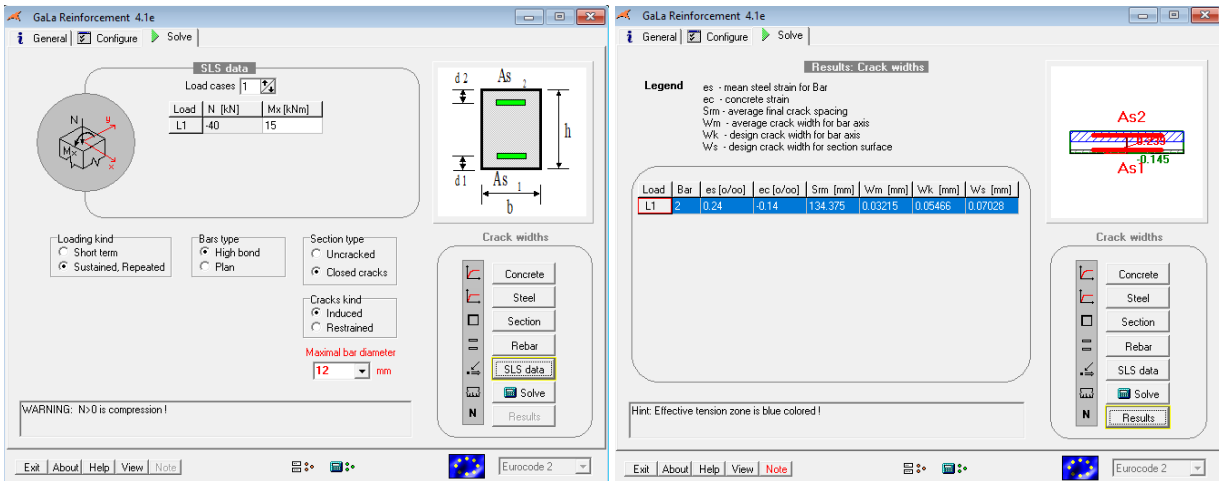 GaLa Reinforcement 4.1e
General Configure Solve
SLS data
Load cases 1
Load N [kN] Mx [kNm]
L1 -40 15
N y
Mx
x
d2 As 2
h
d1 As 1
b
Loading kind
Short term
Sustained, Repeated
Bars type
High bond
Plan
Section type
Uncracked
Closed cracks
Cracks kind
Induced
Restrained
Maximal bar diameter
12 mm
Crack widths
Concrete
Steel
Section
Rebar
SLS data
Solve
N Results
WARNING: N>0 is compression !
Exit About Help View Note
Eurocode 2
GaLa Reinforcement 4.1e
General Configure Solve
Results: Crack widths
Legend
es - mean steel strain for Bar
ec - concrete strain
Srm - average final crack spacing
Wm - average crack width for bar axis
Wk - design crack width for bar axis
Ws - design crack width for section surface
Load Bar es [o/oo] ec [o/oo] Srm [mm] Wm [mm] Wk [mm] Ws [mm]
L1 2 0.24 -0.14 134.375 0.03215 0.05466 0.07028
As2
0.239
-0.145
As1
Crack widths
Concrete
Steel
Section
Rebar
SLS data
Solve
N Results
Hint: Effective tension zone is blue colored !
Exit About Help View Note
Eurocode 2